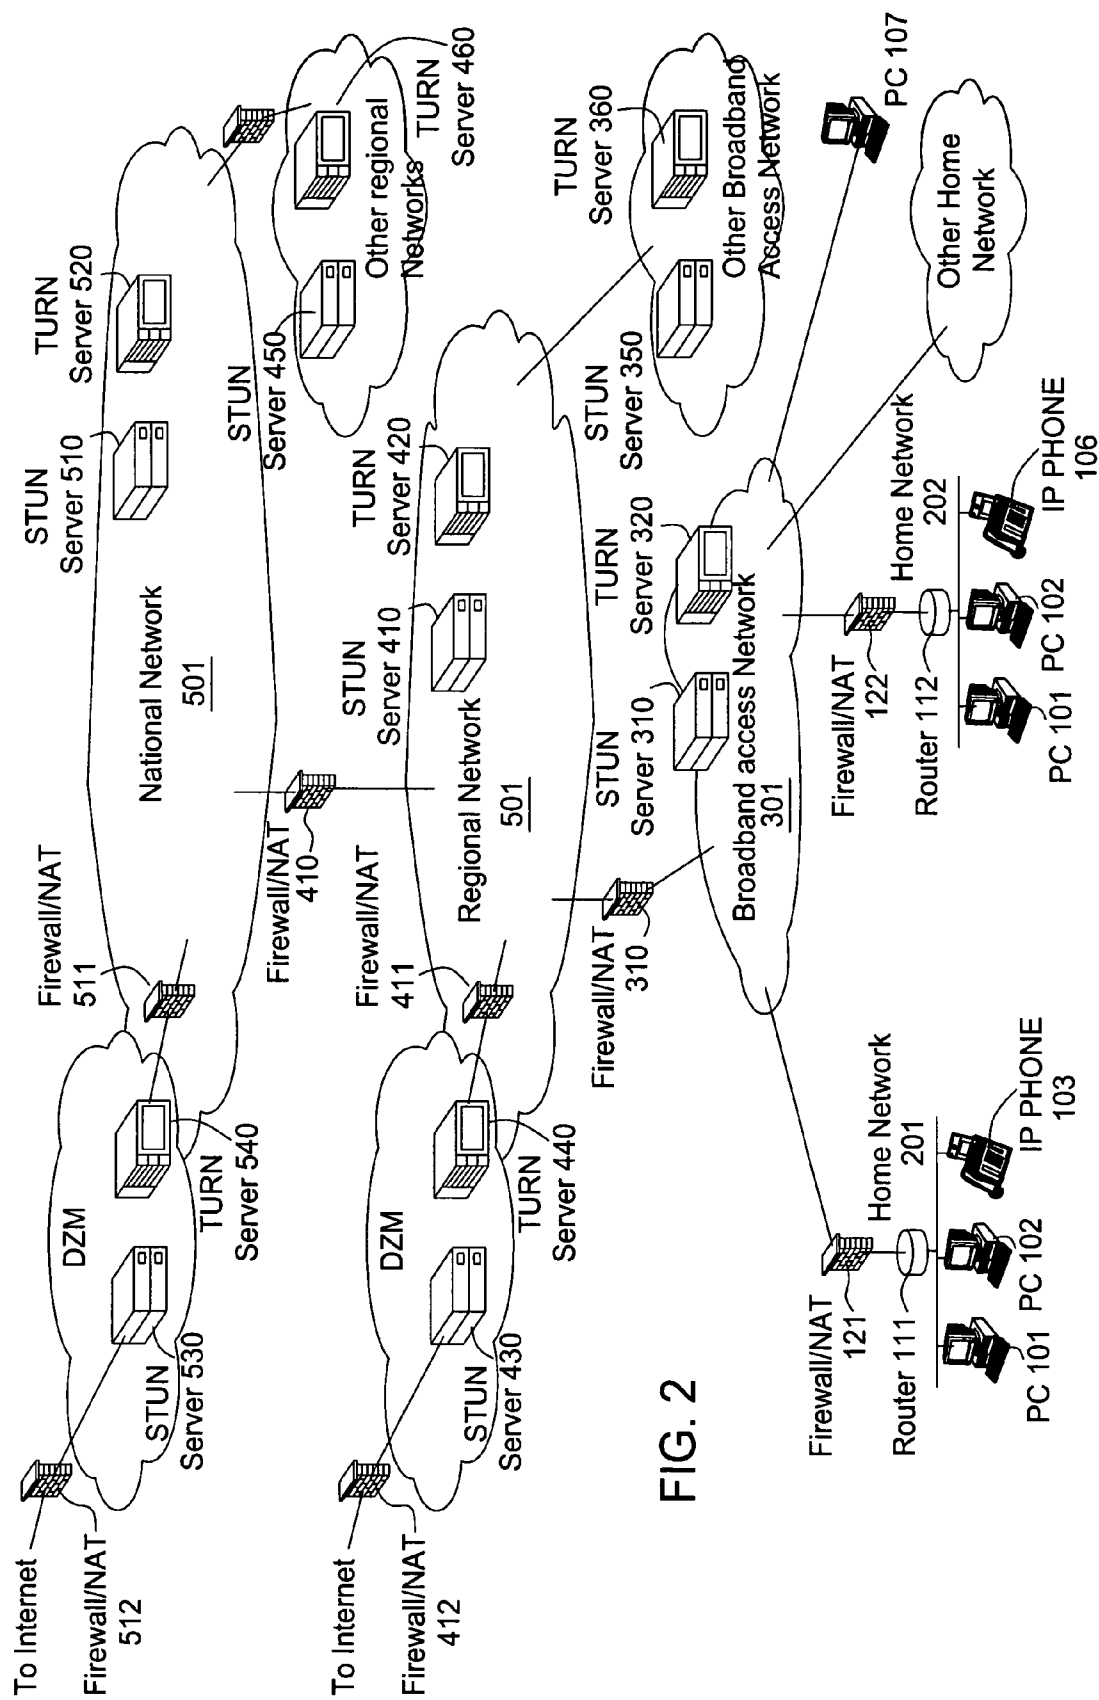 To Internet
Firewall/NAT
512
DZM
STUN
Server 530
TURN
Server 540
Firewall/NAT
511
National Network
501
STUN
Server 510
TURN
Server 520
Firewall/NAT
410
STUN
Server 450
Other regional
Networks
TURN
Server 460
To Internet
Firewall/NAT
412
DZM
STUN
Server 430
TURN
Server 440
Firewall/NAT
411
Regional Network
501
STUN
Server 410
TURN
Server 420
Firewall/NAT
310
STUN
Server 350
TURN
Server 360
Other Broadband
Access Network
STUN
Server 310
TURN
Server 320
Broadband access Network
301
PC 107
Other Home
Network
Firewall/NAT
121
Router 111
Home Network
201
PC 101
PC 102
IP PHONE
103
Firewall/NAT
122
Router 112
Home Network
202
PC 101
PC 102
IP PHONE
106
FIG. 2